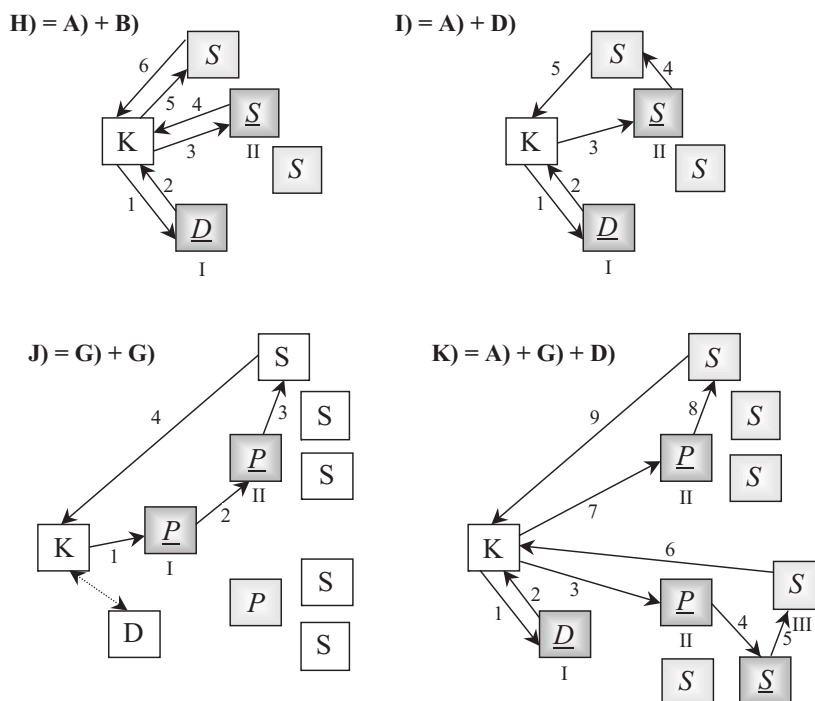 H) = A) + B)
S
6
5
4
S
K
3
II
S
2
1
D
I
I) = A) + D)
S
5
4
S
K
3
II
S
2
1
D
I
J) = G) + G)
S
4
3
S
P
S
II
2
P
K
1
I
S
P
D
S
K) = A) + G) + D)
S
9
8
S
P
S
II
7
K
6
3
S
2
P
1
4
III
D
II
5
I
S
S